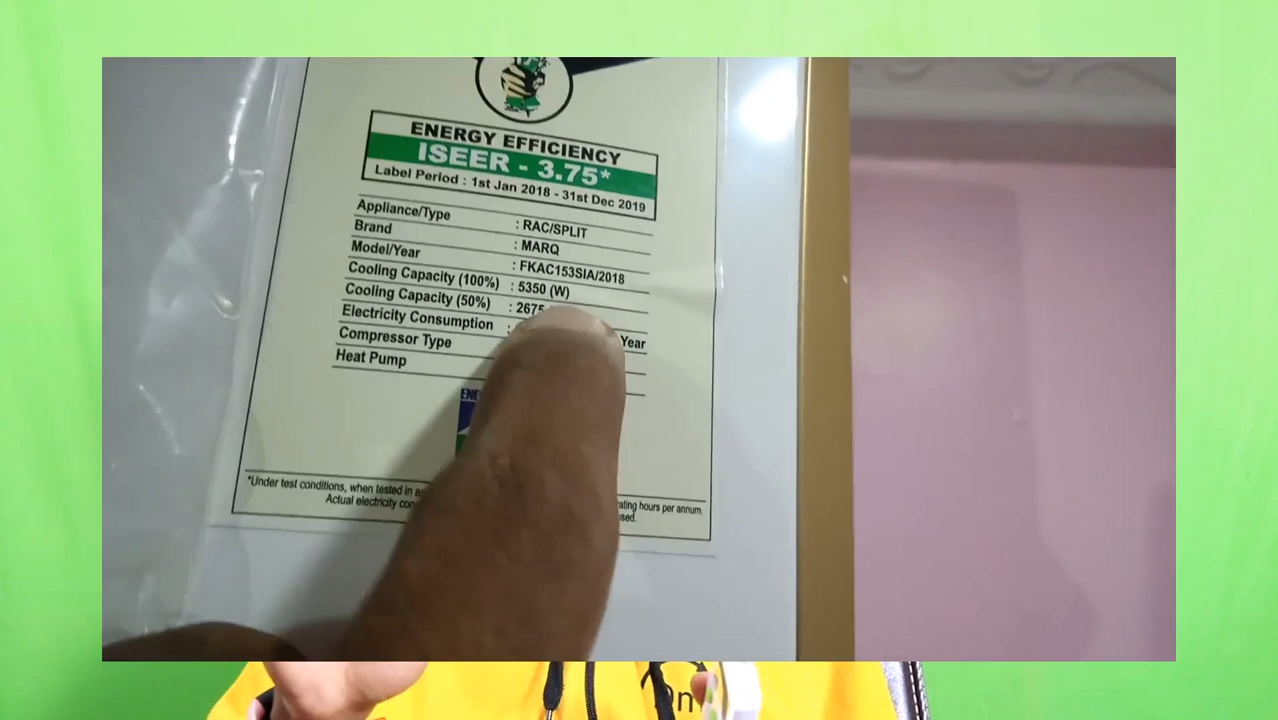 ENERGY EFFICIENCY
ISEER - 3.75*
Label Period : 1st Jan 2018 - 31st Dec 2019
Appliance/Type : RAC/SPLIT
Brand : MARQ
Model/Year : FKAC153SIA/2018
Cooling Capacity (100%) : 5350 (W)
Cooling Capacity (50%) : 2675
Electricity Consumption : Year
Compressor Type
Heat Pump
*Under test conditions, when tested in rating hours per annum.
Actual electricity